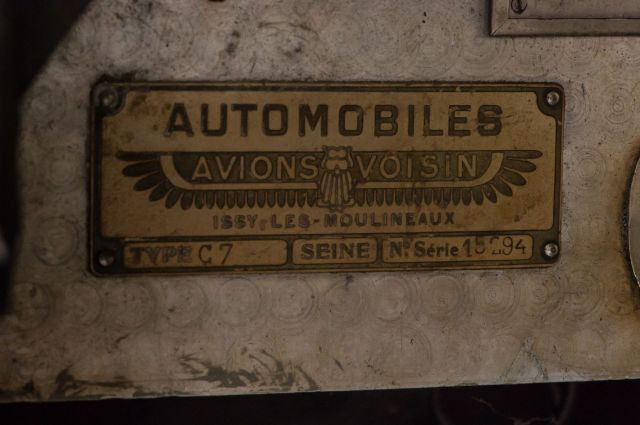 AUTOMOBILES
AVIONS VOISIN
ISSY-LES-MOULINEAUX
TYPE C7 SEINE No. Série